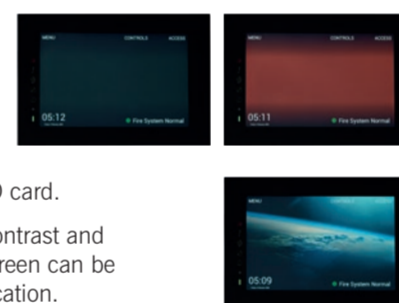 MENU CONTROLS ACCESS
05:12
Fire System Normal
MENU CONTROLS ACCESS
05:11
Fire System Normal
card.
ontrast and
reen can be
cation.
MENU
05:09
Fire System Normal